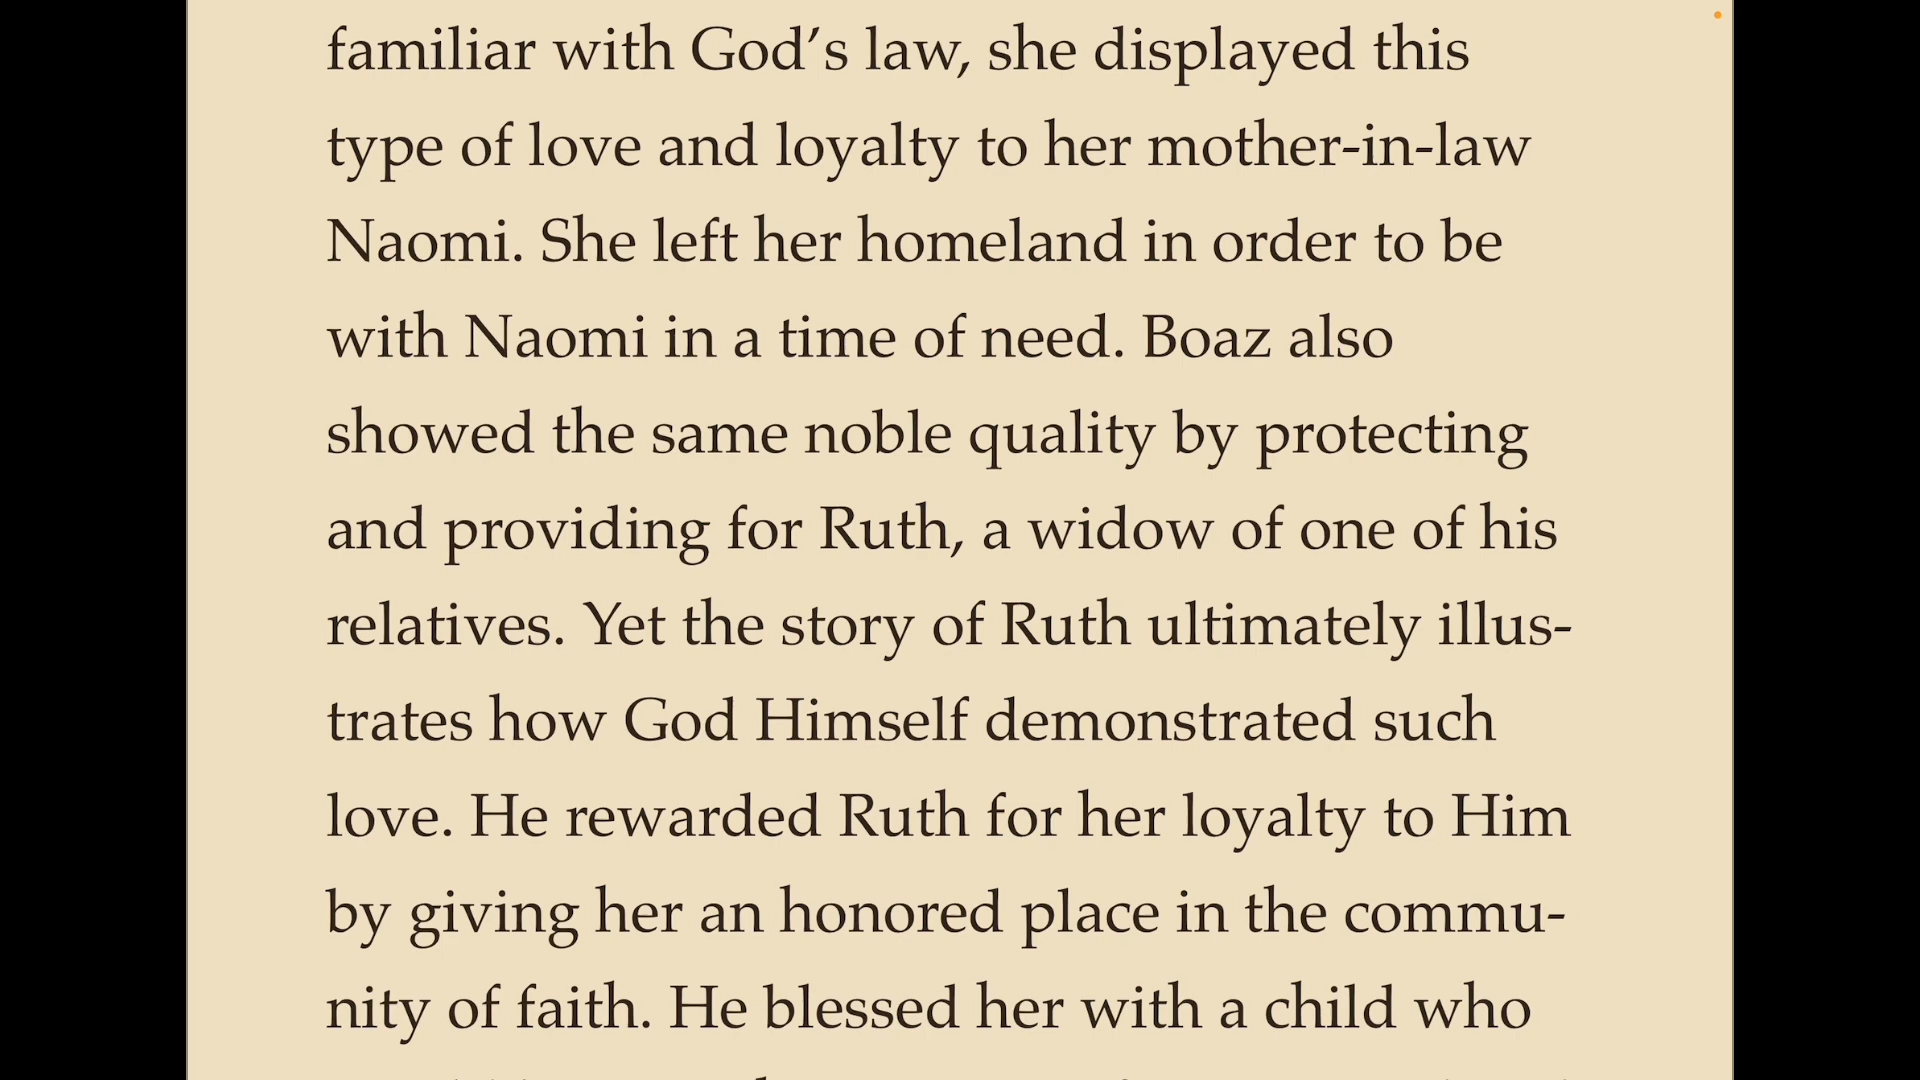 familiar with God’s law, she displayed this
type of love and loyalty to her mother-in-law
Naomi. She left her homeland in order to be
with Naomi in a time of need. Boaz also
showed the same noble quality by protecting
and providing for Ruth, a widow of one of his
relatives. Yet the story of Ruth ultimately illus-
trates how God Himself demonstrated such
love. He rewarded Ruth for her loyalty to Him
by giving her an honored place in the commu-
nity of faith. He blessed her with a child who